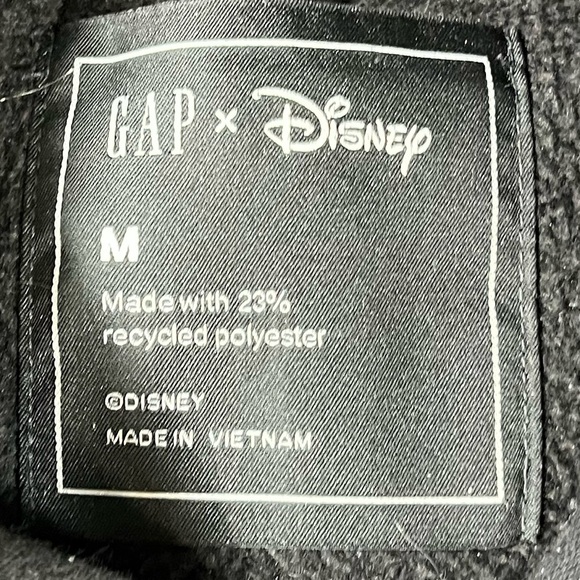 GAP × Disney
M
Made with 23%
recycled polyester
©DISNEY
MADE IN VIETNAM